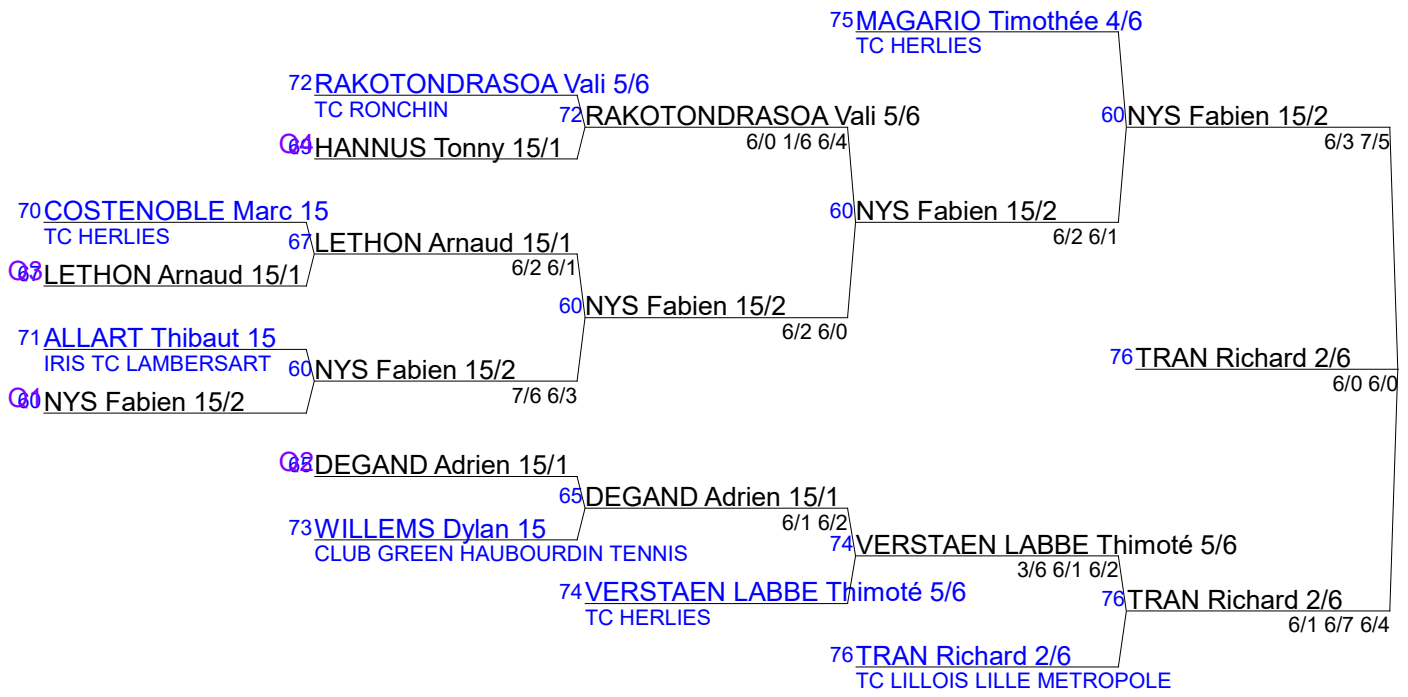 75 MAGARIO Timothée 4/6
TC HERLIES
72 RAKOTONDRASOA Vali 5/6
TC RONCHIN
72 RAKOTONDRASOA Vali 5/6
60 NYS Fabien 15/2
6/0 1/6 6/4
6/3 7/5
HANNUS Tonny 15/1
70 COSTENOBLE Marc 15
60 NYS Fabien 15/2
TC HERLIES
67 LETHON Arnaud 15/1
6/2 6/1
6/2 6/1
LETHON Arnaud 15/1
60 NYS Fabien 15/2
6/2 6/0
71 ALLART Thibaut 15
IRIS TC LAMBERSART
60 NYS Fabien 15/2
76 TRAN Richard 2/6
7/6 6/3
6/0 6/0
NYS Fabien 15/2
DEGAND Adrien 15/1
65 DEGAND Adrien 15/1
6/1 6/2
73 WILLEMS Dylan 15
CLUB GREEN HAUBOURDIN TENNIS
74 VERSTAEN LABBE Thimoté 5/6
3/6 6/1 6/2
74 VERSTAEN LABBE Thimoté 5/6
TC HERLIES
76 TRAN Richard 2/6
6/1 6/7 6/4
76 TRAN Richard 2/6
TC LILLOIS LILLE METROPOLE